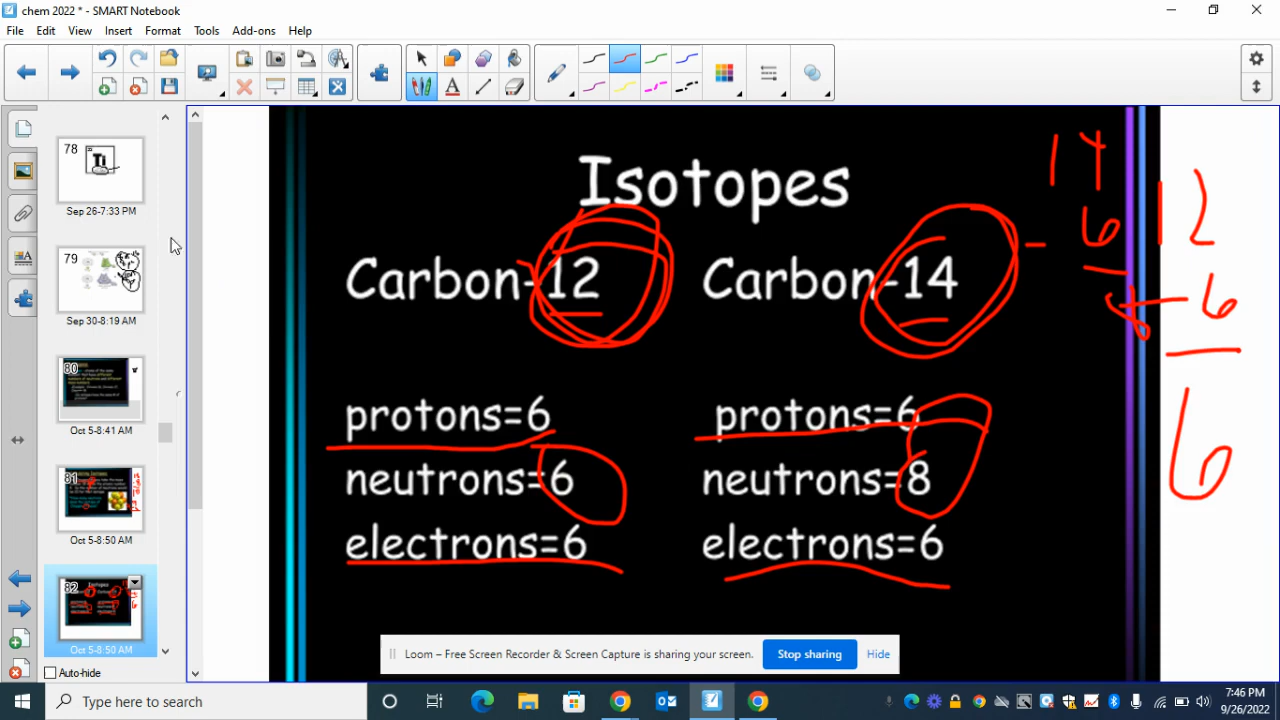 chem 2022 * - SMART Notebook
File Edit View Insert Format Tools Add-ons Help
78
Ti
Sep 26-7:33 PM
79
Sep 30-8:19 AM
80
Oct 5-8:41 AM
81
Oct 5-8:50 AM
82
Isotopes
Oct 5-8:50 AM
Auto-hide
Isotopes
Carbon-12 Carbon-14
protons=6 protons=6
neutrons=6 neutrons=8
electrons=6 electrons=6
14
- 6
8
12
- 6
6
Loom – Free Screen Recorder & Screen Capture is sharing your screen. Stop sharing Hide
Type here to search
7:46 PM
9/26/2022